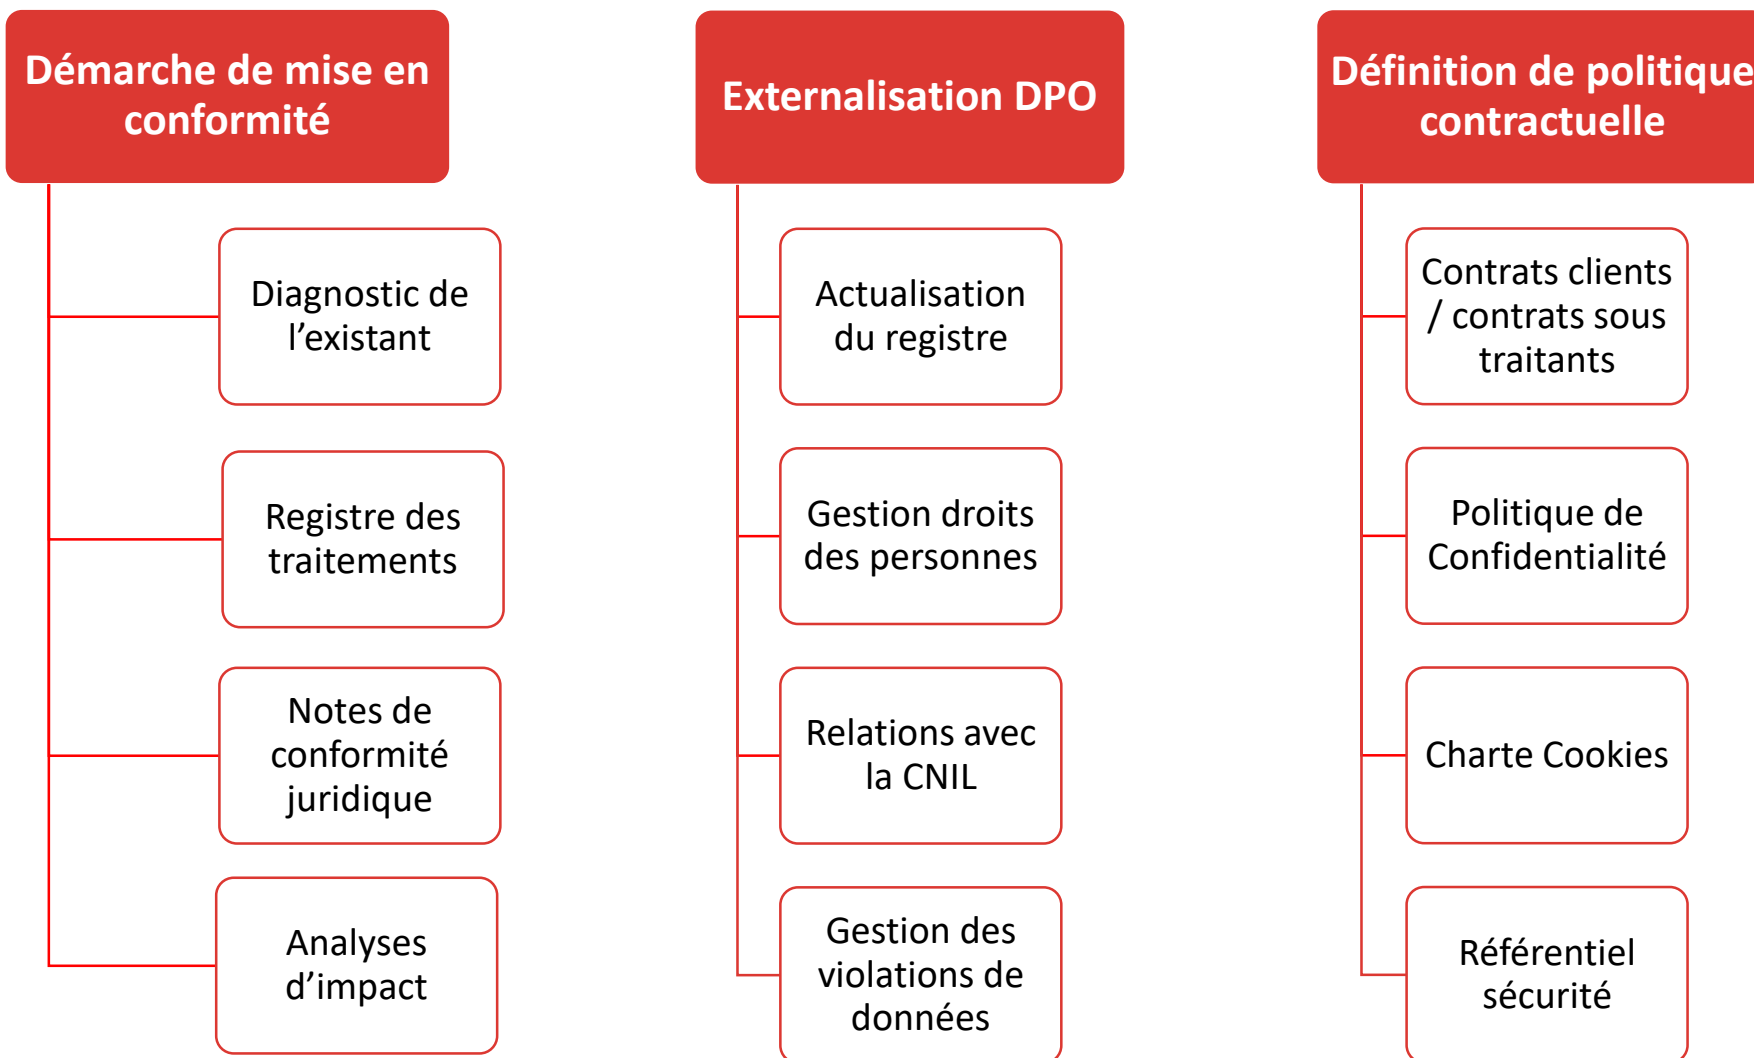 Démarche de mise en
conformité
Diagnostic de
l’existant
Registre des
traitements
Notes de
conformité
juridique
Analyses
d’impact
Externalisation DPO
Actualisation
du registre
Gestion droits
des personnes
Relations avec
la CNIL
Gestion des
violations de
données
Définition de politique
contractuelle
Contrats clients
/ contrats sous
traitants
Politique de
Confidentialité
Charte Cookies
Référentiel
sécurité